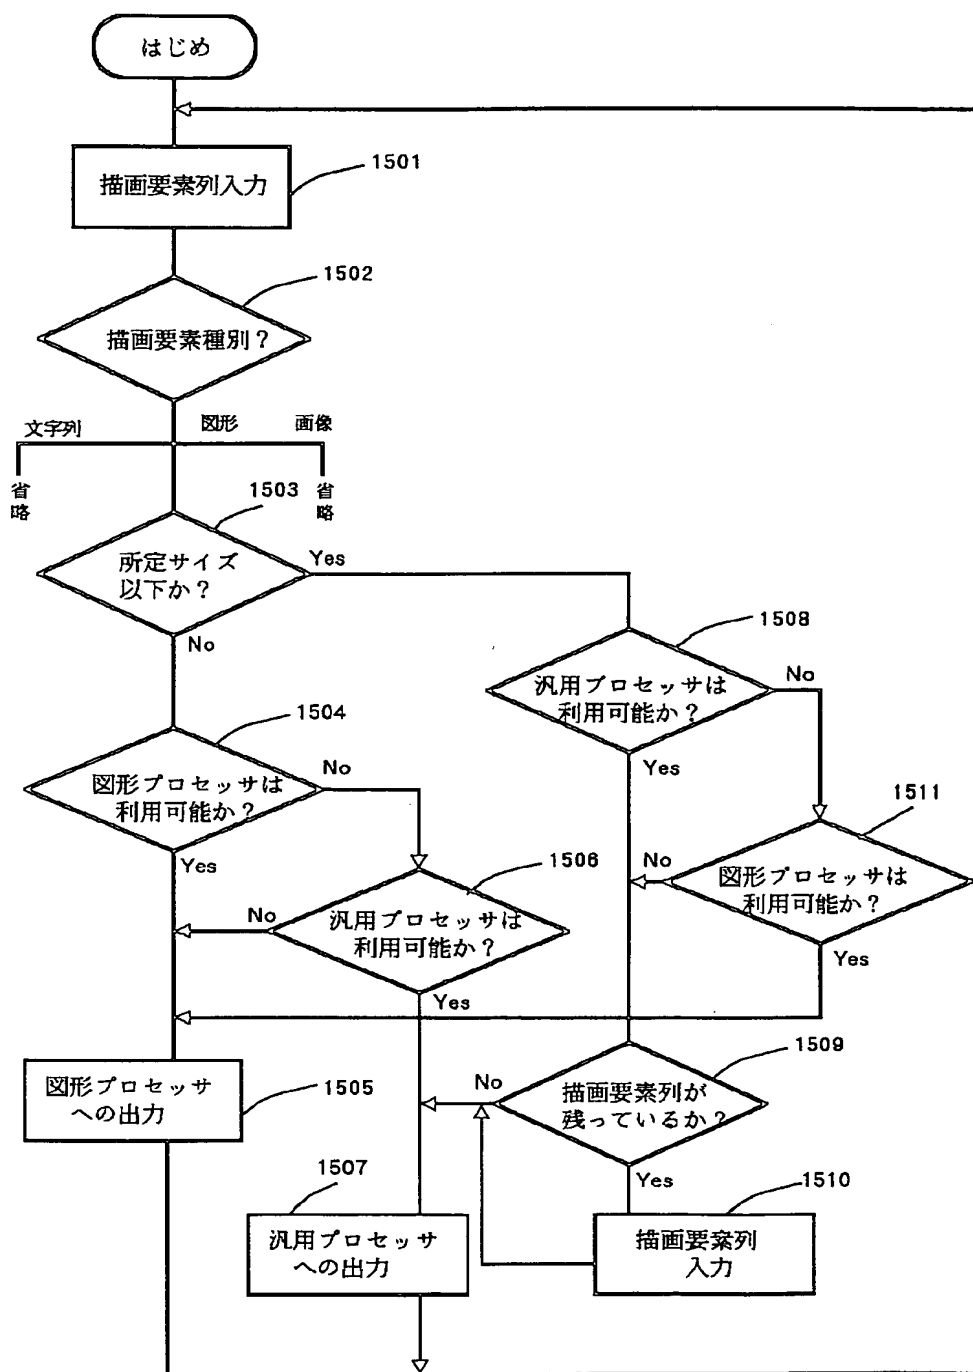 はじめ
1501
描画要素列入力
1502
描画要素種別？
文字列
図形
画像
省略
省略
1503
所定サイズ
以下か？
Yes
No
1508
汎用プロセッサは
利用可能か？
No
Yes
1504
図形プロセッサは
利用可能か？
No
Yes
1511
図形プロセッサは
利用可能か？
No
Yes
1506
汎用プロセッサは
利用可能か？
No
Yes
1509
描画要素列が
残っているか？
No
Yes
1505
図形プロセッサ
への出力
1507
汎用プロセッサ
への出力
1510
描画要素列
入力